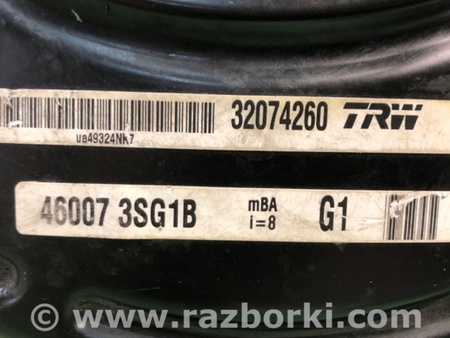 32074260 TRW
ua49324NK7
46007 3SG1B mBA G1
i=8
© www.razborki.com